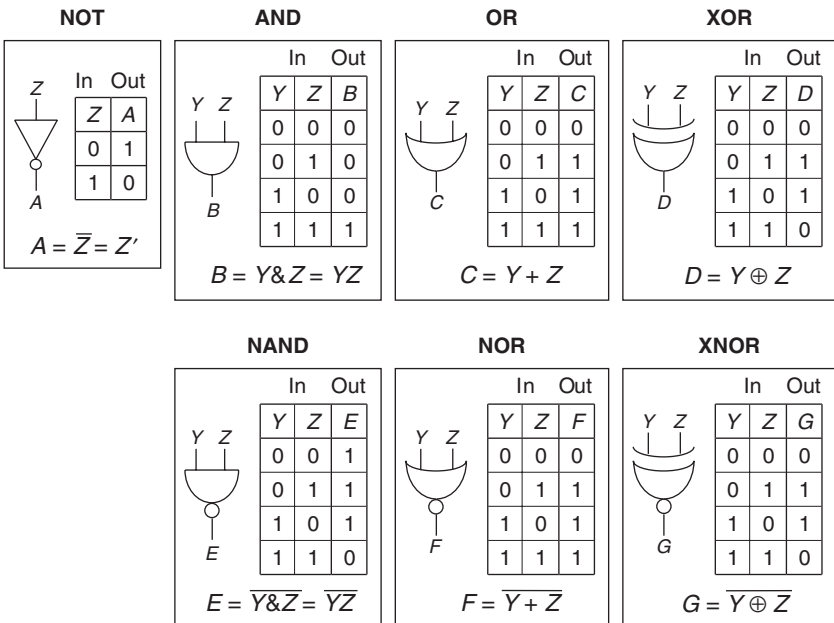 NOT AND OR XOR
In Out In Out In Out In Out
Z Z A Y Z Y Z B Y Z Y Z C Y Z Y Z D
0 1 0 0 0 0 0 0 0 0 0
1 0 0 1 0 0 1 1 0 1 1
A B 1 0 0 C 1 0 1 D 1 0 1
1 1 1 1 1 1 1 1 0
A = Z̅ = Z′ B = Y&Z = YZ C = Y + Z D = Y ⊕ Z
NAND NOR XNOR
In Out In Out In Out
Y Z Y Z E Y Z Y Z F Y Z Y Z G
0 0 1 0 0 0 0 0 0
0 1 1 0 1 1 0 1 1
1 0 1 1 0 1 1 0 1
E 1 1 0 F 1 1 1 G 1 1 0
E = Y̅&̅Z̅ = Y̅Z̅ F = Y̅ ̅+̅ ̅Z̅ G = Y̅ ̅⊕̅ ̅Z̅